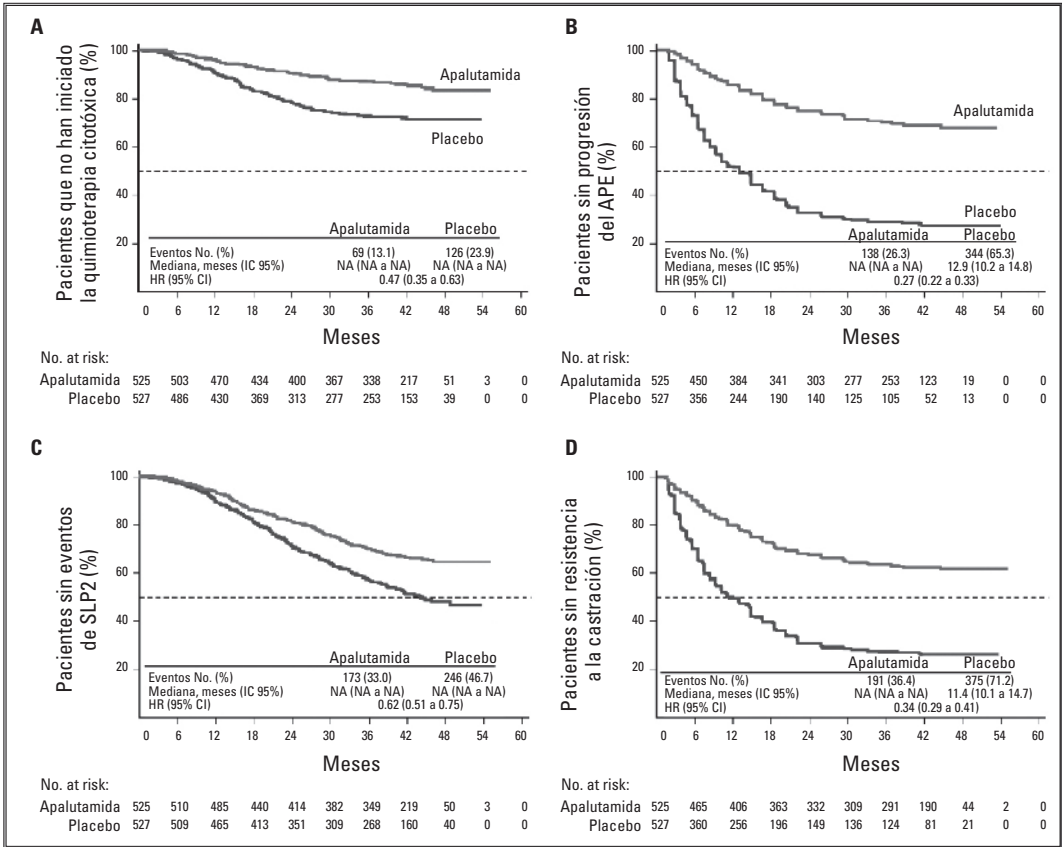 A
Pacientes que no han iniciado
la quimioterapia citotóxica (%)
100
80
60
40
20
Apalutamida
Placebo
Apalutamida Placebo
Eventos No. (%) 69 (13.1) 126 (23.9)
Mediana, meses (IC 95%) NA (NA a NA) NA (NA a NA)
HR (95% CI) 0.47 (0.35 a 0.63)
0 6 12 18 24 30 36 42 48 54 60
Meses
No. at risk:
Apalutamida 525 503 470 434 400 367 338 217 51 3 0
Placebo 527 486 430 369 313 277 253 153 39 0 0
B
Pacientes sin progresión
del APE (%)
100
80
60
40
20
Apalutamida
Placebo
Apalutamida Placebo
Eventos No. (%) 138 (26.3) 344 (65.3)
Mediana, meses (IC 95%) NA (NA a NA) 12.9 (10.2 a 14.8)
HR (95% CI) 0.27 (0.22 a 0.33)
0 6 12 18 24 30 36 42 48 54 60
Meses
No. at risk:
Apalutamida 525 450 384 341 303 277 253 123 19 0 0
Placebo 527 356 244 190 140 125 105 52 13 0 0
C
Pacientes sin eventos
de SLP2 (%)
100
80
60
40
20
Apalutamida Placebo
Eventos No. (%) 173 (33.0) 246 (46.7)
Mediana, meses (IC 95%) NA (NA a NA) NA (NA a NA)
HR (95% CI) 0.62 (0.51 a 0.75)
0 6 12 18 24 30 36 42 48 54 60
Meses
No. at risk:
Apalutamida 525 510 485 440 414 382 349 219 50 3 0
Placebo 527 509 465 413 351 309 268 160 40 0 0
D
Pacientes sin resistencia
a la castración (%)
100
80
60
40
20
Apalutamida Placebo
Eventos No. (%) 191 (36.4) 375 (71.2)
Mediana, meses (IC 95%) NA (NA a NA) 11.4 (10.1 a 14.7)
HR (95% CI) 0.34 (0.29 a 0.41)
0 6 12 18 24 30 36 42 48 54 60
Meses
No. at risk:
Apalutamida 525 465 406 363 332 309 291 190 44 2 0
Placebo 527 360 256 196 149 136 124 81 21 0 0